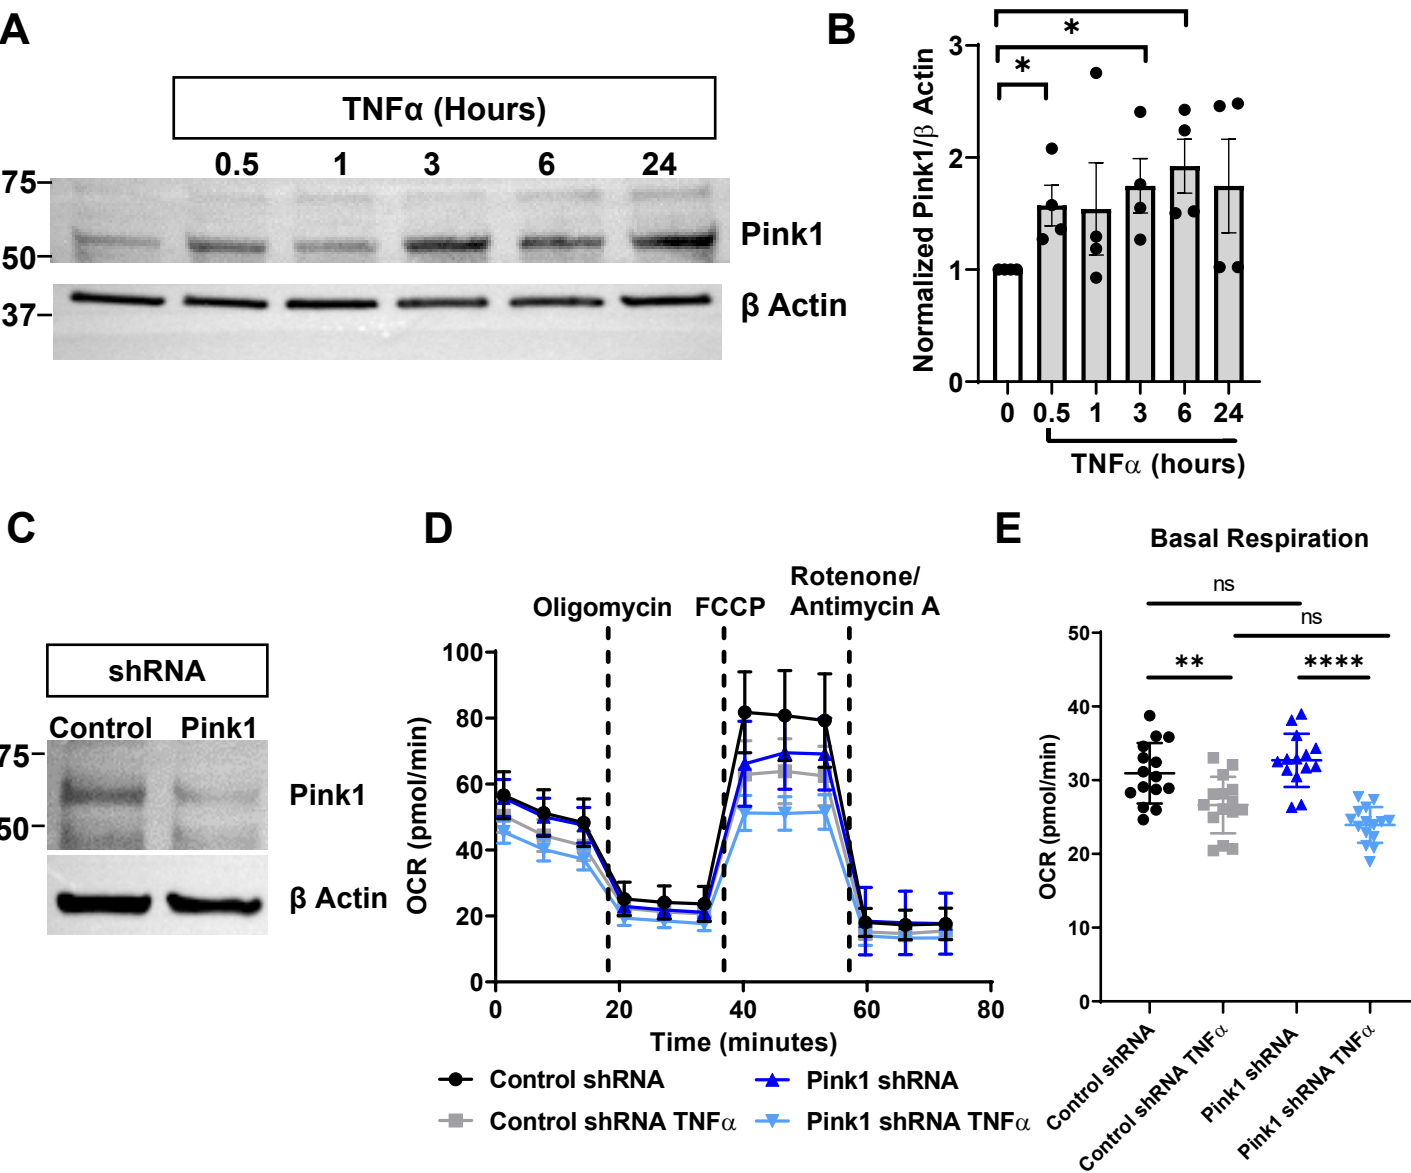 A
TNFα (Hours)
0.5 1 3 6 24
75
50
37
Pink1
β Actin
B
*
*
*
Normalized Pink1/β Actin
3
2
1
0
0 0.5 1 3 6 24
TNFα (hours)
C
shRNA
Control Pink1
75
50
Pink1
β Actin
D
Oligomycin FCCP Rotenone/
Antimycin A
OCR (pmol/min)
100
80
60
40
20
0
0 20 40 60 80
Time (minutes)
Control shRNA Pink1 shRNA
Control shRNA TNFα Pink1 shRNA TNFα
E
Basal Respiration
ns
ns
** ****
OCR (pmol/min)
50
40
30
20
10
0
Control shRNA
Control shRNA TNFα
Pink1 shRNA
Pink1 shRNA TNFα